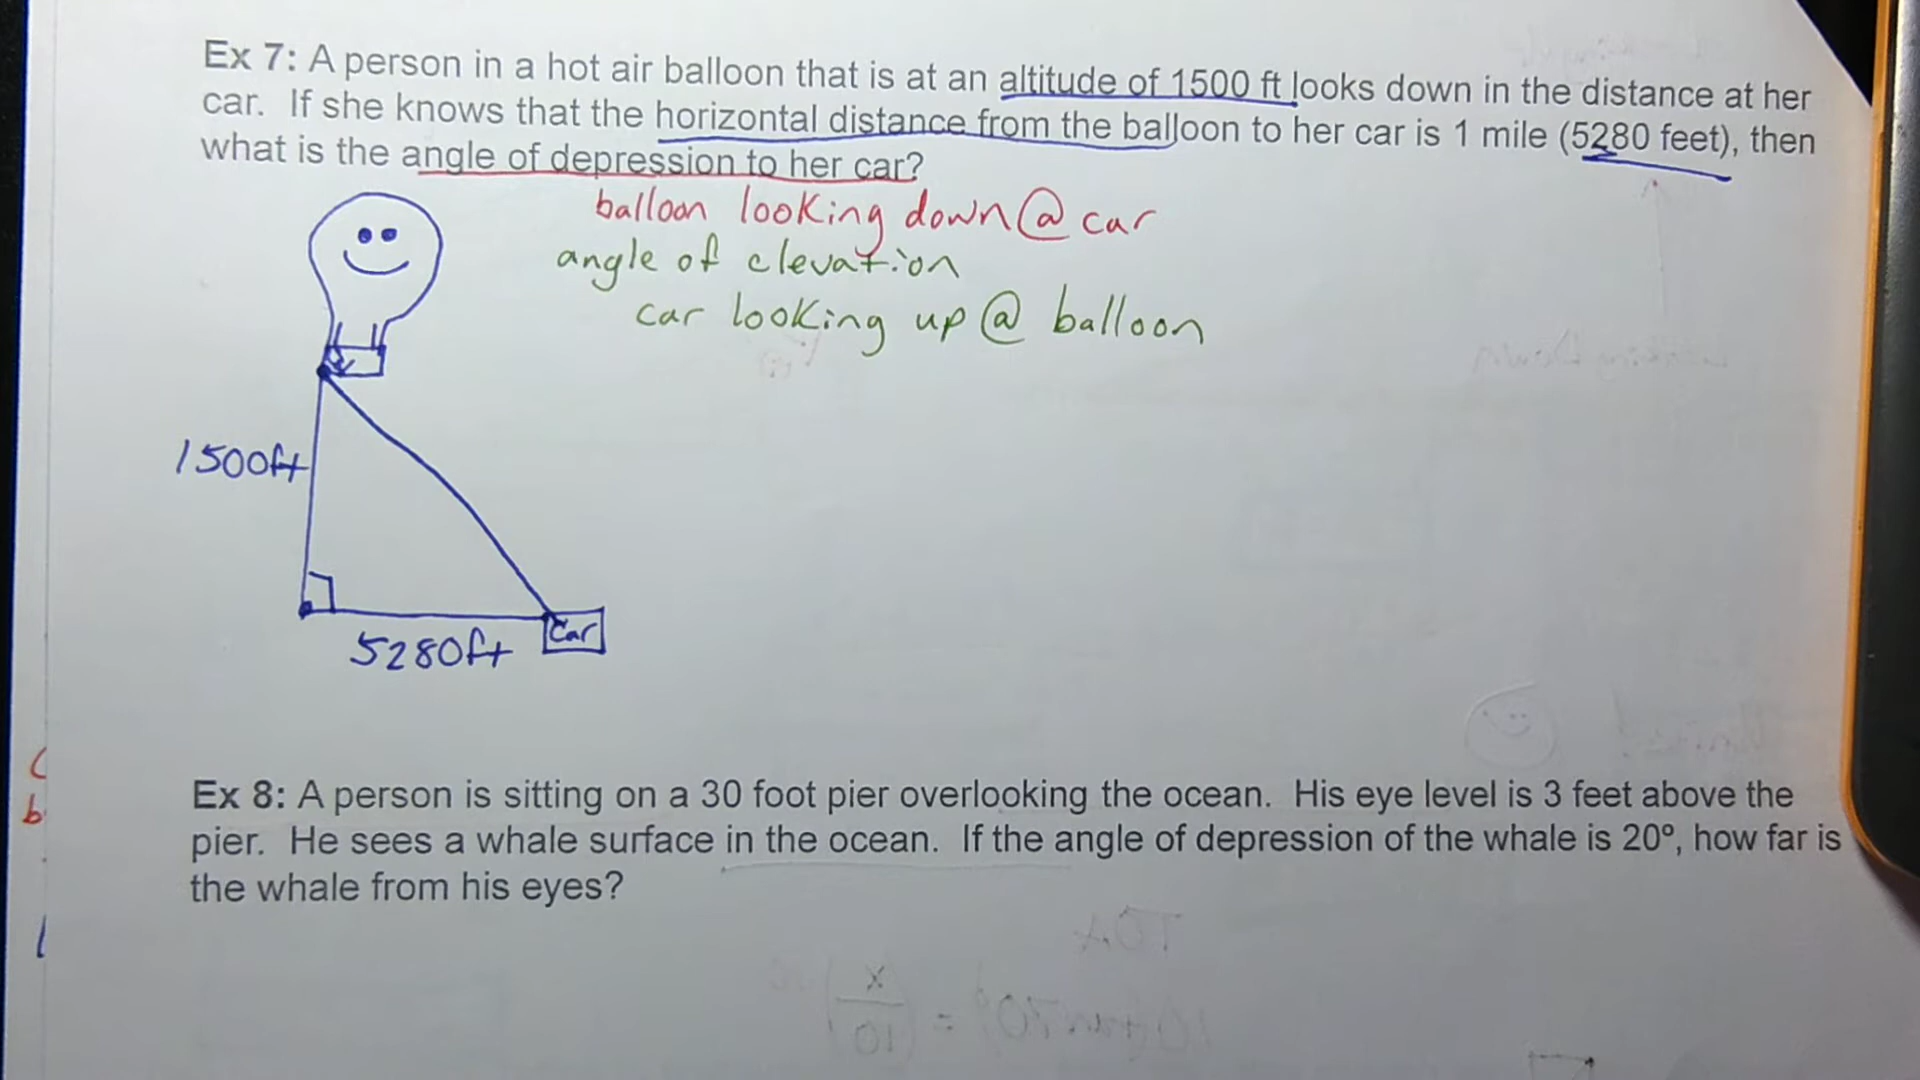 Ex 7: A person in a hot air balloon that is at an altitude of 1500 ft looks down in the distance at her
car. If she knows that the horizontal distance from the balloon to her car is 1 mile (5280 feet), then
what is the angle of depression to her car?
balloon looking down @ car
angle of elevation
car looking up @ balloon
1500ft
5280ft
Car
Ex 8: A person is sitting on a 30 foot pier overlooking the ocean. His eye level is 3 feet above the
pier. He sees a whale surface in the ocean. If the angle of depression of the whale is 20º, how far is
the whale from his eyes?